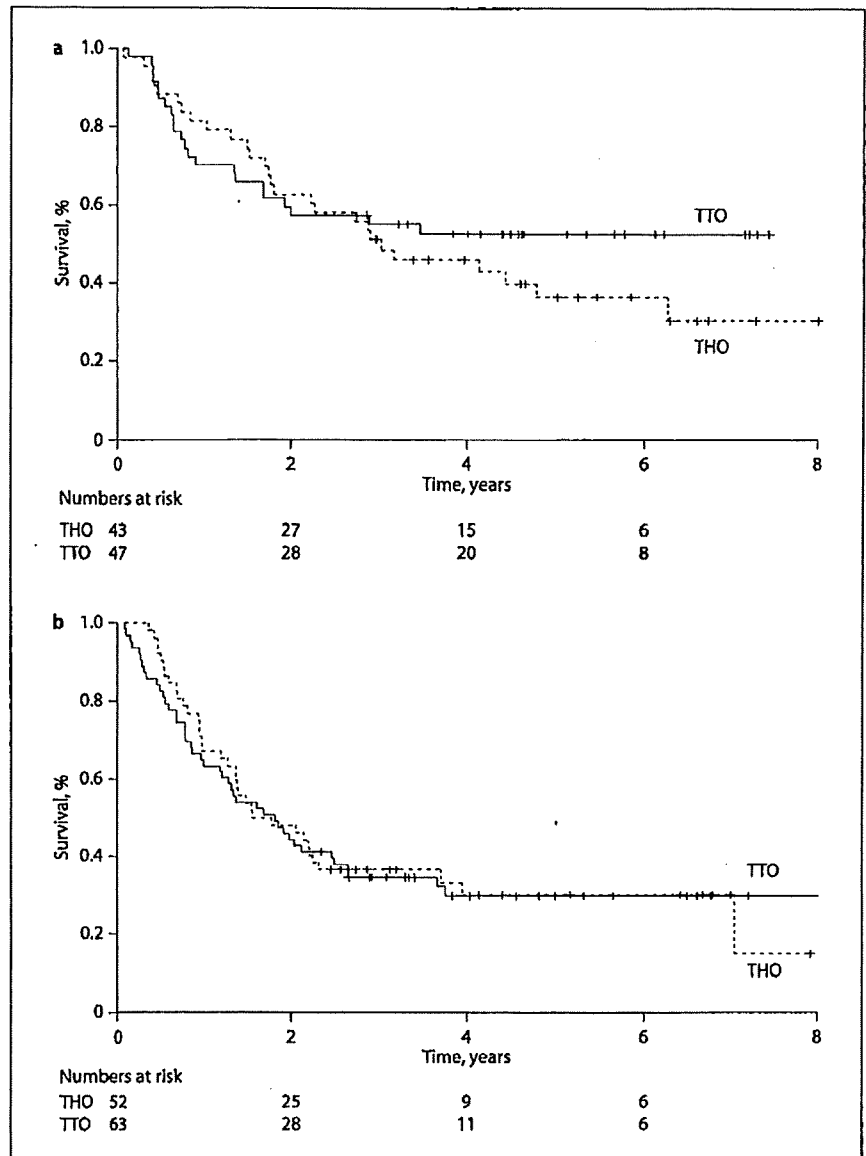 a
1.0
0.8
0.6
0.4
0.2
0
Survival, %
TTO
THO
0 2 4 6 8
Time, years
Numbers at risk
THO 43 27 15 6
TTO 47 28 20 8
b
1.0
0.8
0.6
0.4
0.2
0
Survival, %
TTO
THO
0 2 4 6 8
Time, years
Numbers at risk
THO 52 25 9 6
TTO 63 28 11 6